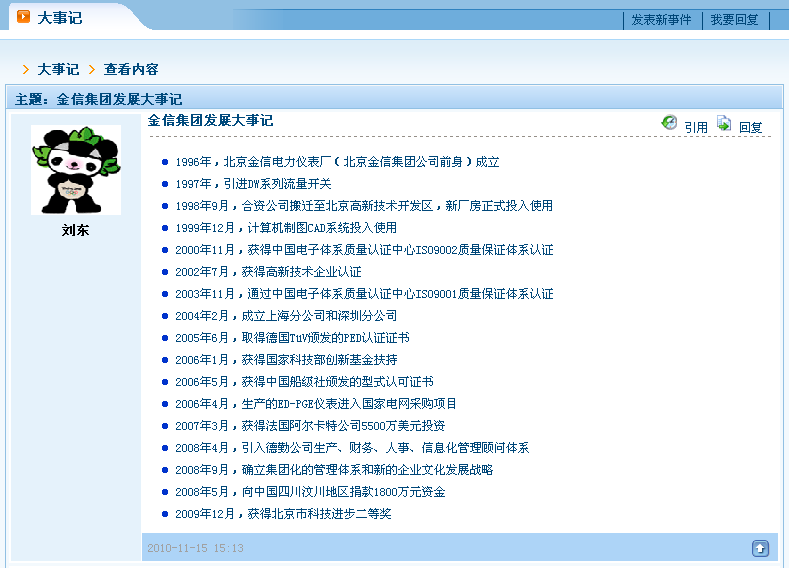 大事记
发表新事件
我要回复
大事记 查看内容
主题：金信集团发展大事记
刘东
金信集团发展大事记
引用 回复
1996年，北京金信电力仪表厂（北京金信集团公司前身）成立
1997年，引进DW系列流量开关
1998年9月，合资公司搬迁至北京高新技术开发区，新厂房正式投入使用
1999年12月，计算机制图CAD系统投入使用
2000年11月，获得中国电子体系质量认证中心ISO9002质量保证体系认证
2002年7月，获得高新技术企业认证
2003年11月，通过中国电子体系质量认证中心ISO9001质量保证体系认证
2004年2月，成立上海分公司和深圳分公司
2005年6月，取得德国TuV颁发的PED认证证书
2006年1月，获得国家科技部创新基金扶持
2006年5月，获得中国船级社颁发的型式认可证书
2006年4月，生产的ED-PGE仪表进入国家电网采购项目
2007年3月，获得法国阿尔卡特公司5500万美元投资
2008年4月，引入德勤公司生产、财务、人事、信息化管理顾问体系
2008年9月，确立集团化的管理体系和新的企业文化发展战略
2008年5月，向中国四川汶川地区捐款1800万元资金
2009年12月，获得北京市科技进步二等奖
2010-11-15 15:13